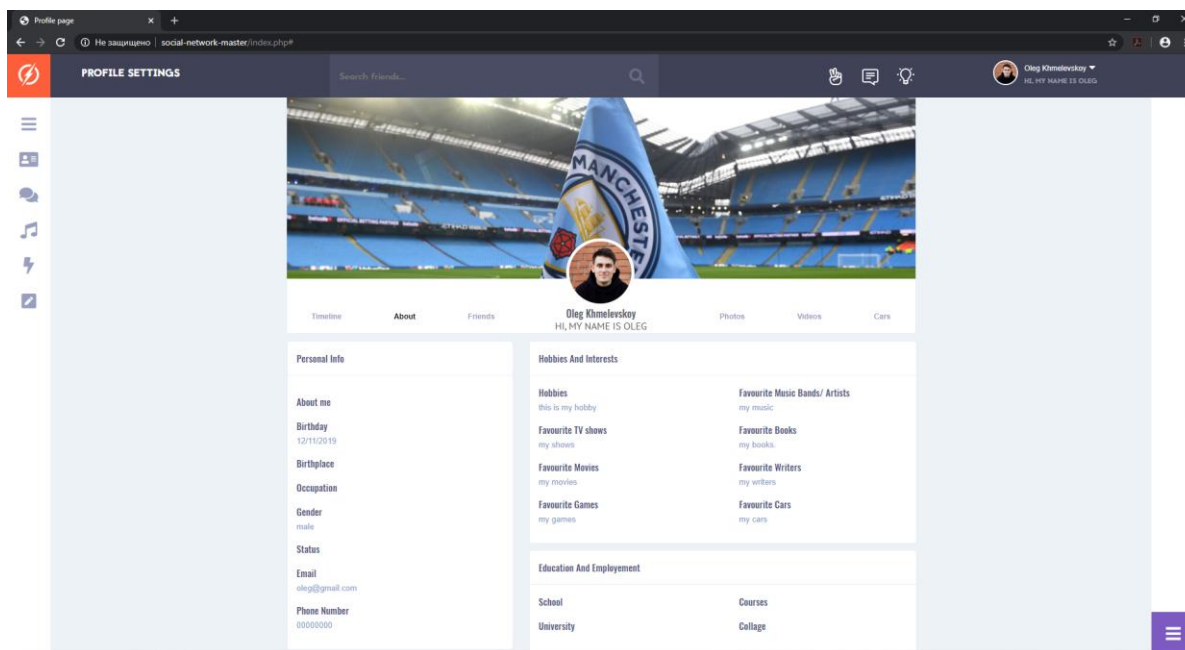 Profile page
Не защищено | social-network-master/index.php#
PROFILE SETTINGS
Search friends...
Oleg Khmelevskoy
HI, MY NAME IS OLEG
MANCHESTE
Timeline
About
Friends
Oleg Khmelevskoy
HI, MY NAME IS OLEG
Photos
Videos
Cars
Personal Info
About me
Birthday
12/11/2019
Birthplace
Occupation
Gender
male
Status
Email
oleg@gmail.com
Phone Number
00000000
Hobbies And Interests
Hobbies
this is my hobby
Favourite TV shows
my shows
Favourite Movies
my movies
Favourite Games
my games
Favourite Music Bands/ Artists
my music
Favourite Books
my books.
Favourite Writers
my writers
Favourite Cars
my cars
Education And Employement
School
Courses
University
Collage